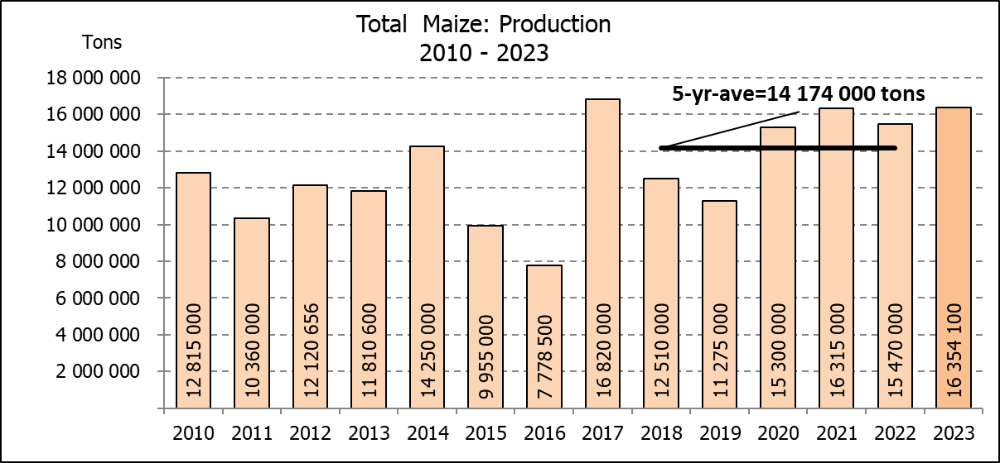 Total Maize: Production
2010 - 2023
Tons
5-yr-ave=14 174 000 tons
18 000 000
16 000 000
14 000 000
12 000 000
10 000 000
8 000 000
6 000 000
4 000 000
2 000 000
12 815 000
10 360 000
12 120 656
11 810 600
14 250 000
9 955 000
7 778 500
16 820 000
12 510 000
11 275 000
15 300 000
16 315 000
15 470 000
16 354 100
2010 2011 2012 2013 2014 2015 2016 2017 2018 2019 2020 2021 2022 2023